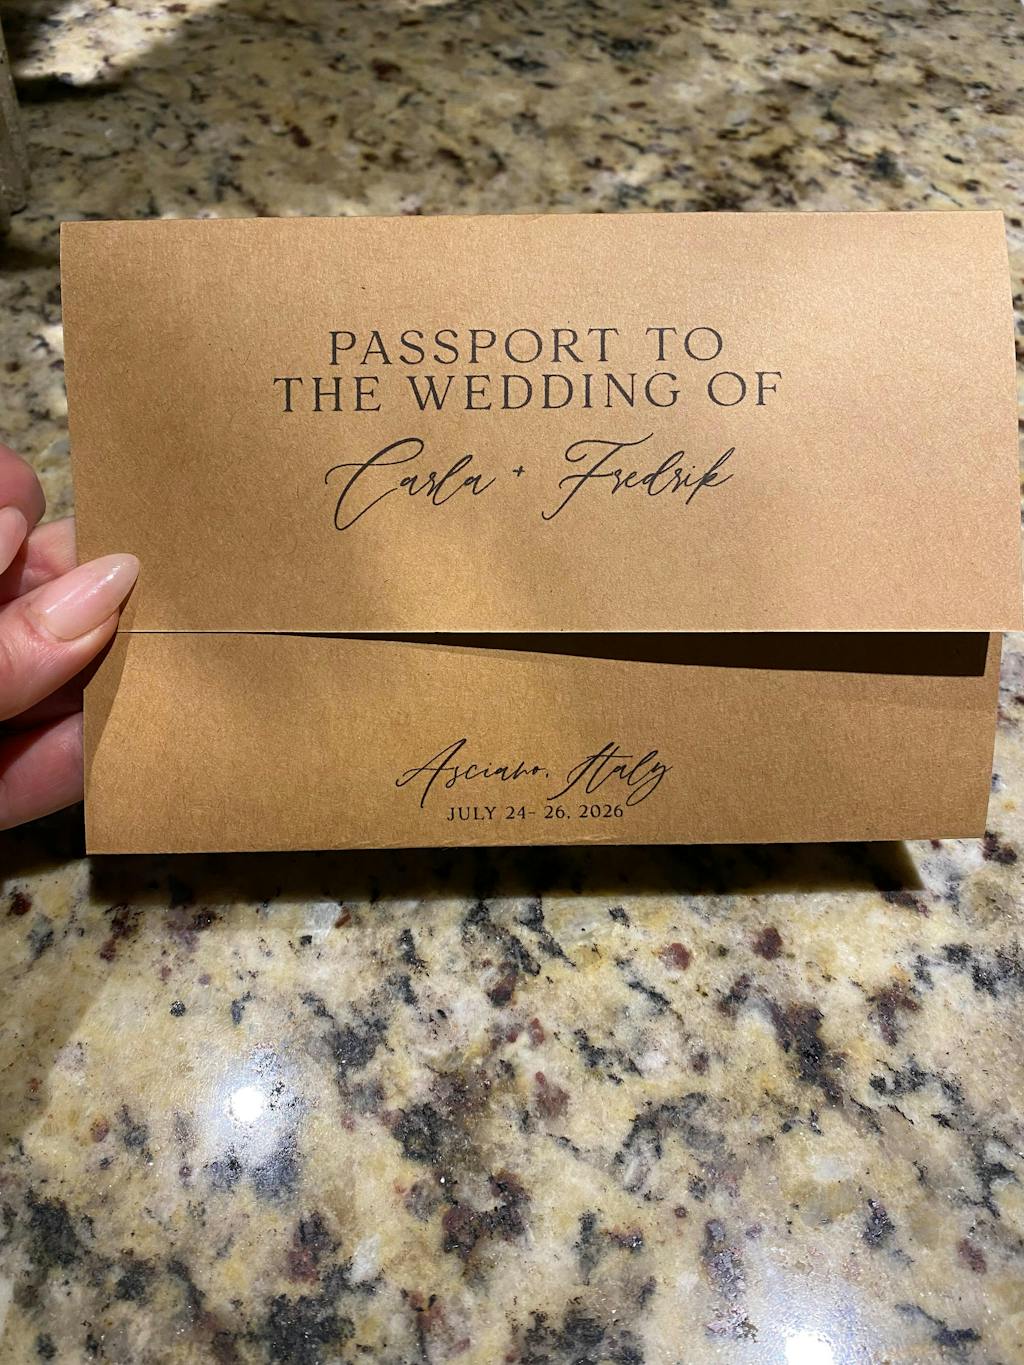 PASSPORT TO
THE WEDDING OF
Carla + Fredrik
Asciano, Italy
JULY 24- 26, 2026